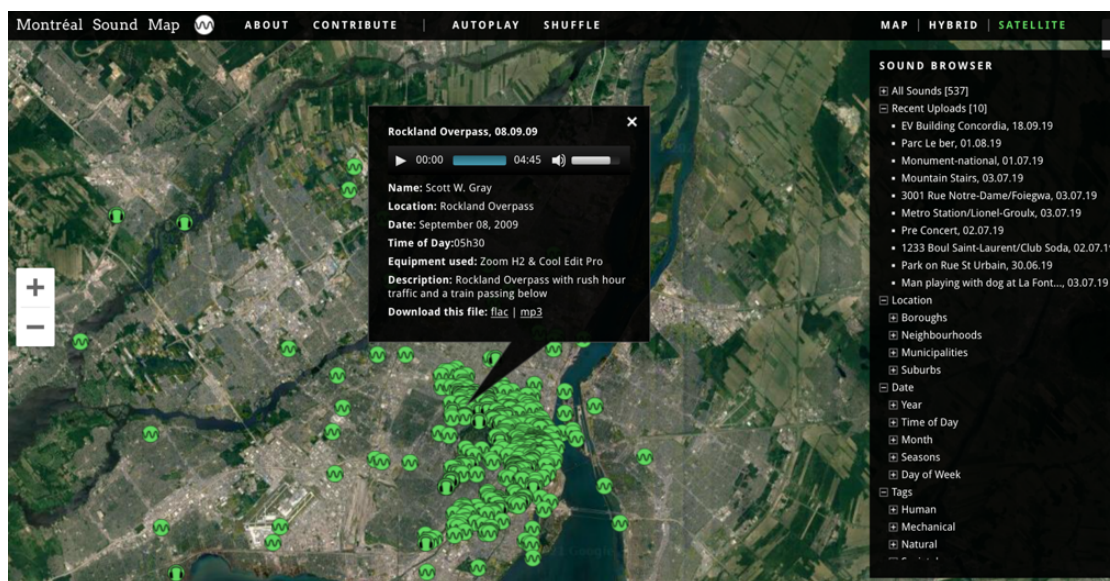 Montréal Sound Map ABOUT CONTRIBUTE | AUTOPLAY SHUFFLE MAP | HYBRID | SATELLITE
Rockland Overpass, 08.09.09
00:00 04:45
Name: Scott W. Gray
Location: Rockland Overpass
Date: September 08, 2009
Time of Day:05h30
Equipment used: Zoom H2 & Cool Edit Pro
Description: Rockland Overpass with rush hour
traffic and a train passing below
Download this file: flac | mp3
SOUND BROWSER
All Sounds [537]
Recent Uploads [10]
EV Building Concordia, 18.09.19
Parc Le ber, 01.08.19
Monument-national, 01.07.19
Mountain Stairs, 03.07.19
3001 Rue Notre-Dame/Foiegwa, 03.07.19
Metro Station/Lionel-Groulx, 03.07.19
Pre Concert, 02.07.19
1233 Boul Saint-Laurent/Club Soda, 02.07.19
Park on Rue St Urbain, 30.06.19
Man playing with dog at La Font..., 03.07.19
Location
Boroughs
Neighbourhoods
Municipalities
Suburbs
Date
Year
Time of Day
Month
Seasons
Day of Week
Tags
Human
Mechanical
Natural